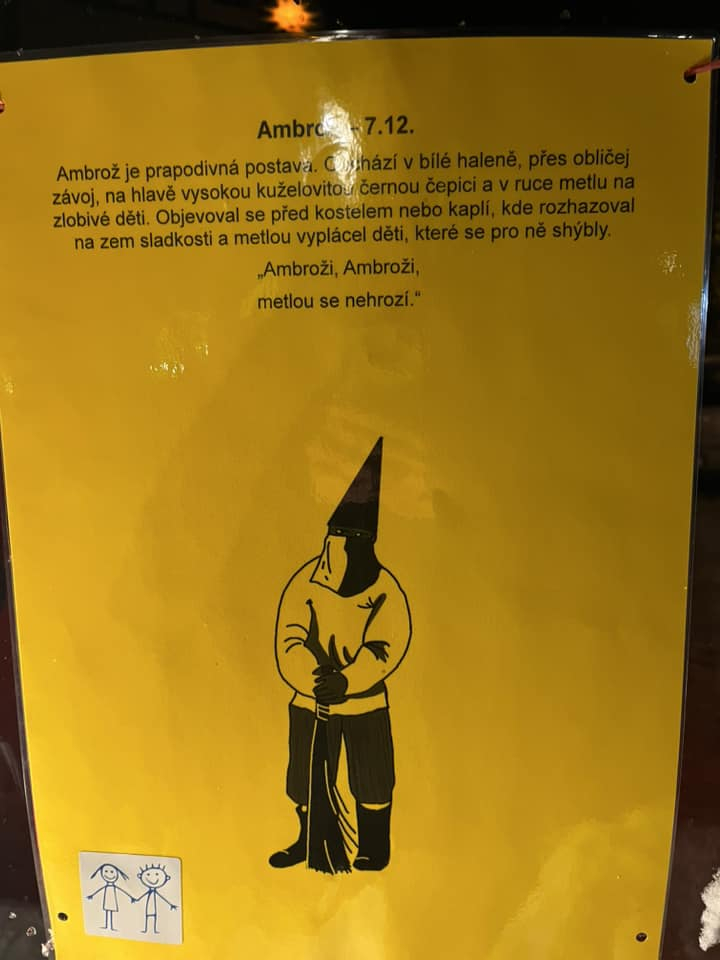 Ambrož - 7.12.
Ambrož je prapodivná postava. Obchází v bílé haleně, přes obličej
závoj, na hlavě vysokou kuželovitou černou čepici a v ruce metlu na
zlobivé děti. Objevoval se před kostelem nebo kaplí, kde rozhazoval
na zem sladkosti a metlou vyplácel děti, které se pro ně shýbly.
„Ambroži, Ambroži,
metlou se nehrozí.“